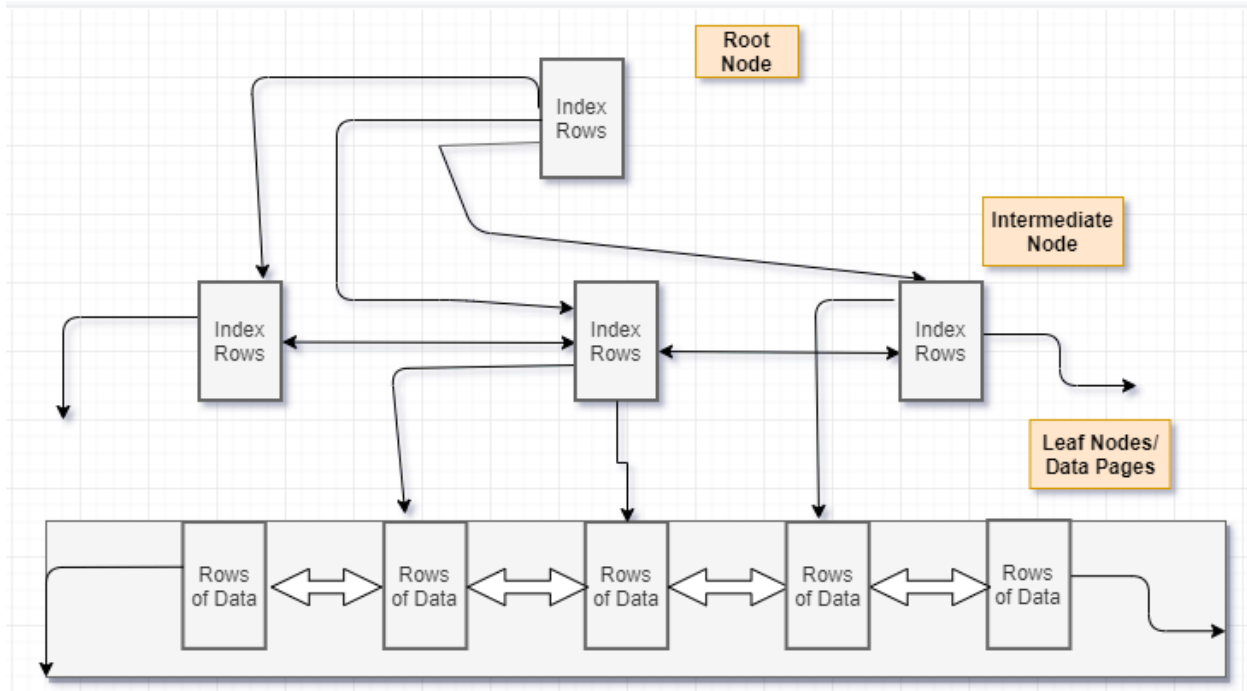 Root
Node
Index
Rows
Intermediate
Node
Index
Rows
Index
Rows
Index
Rows
Leaf Nodes/
Data Pages
Rows
of Data
Rows
of Data
Rows
of Data
Rows
of Data
Rows
of Data